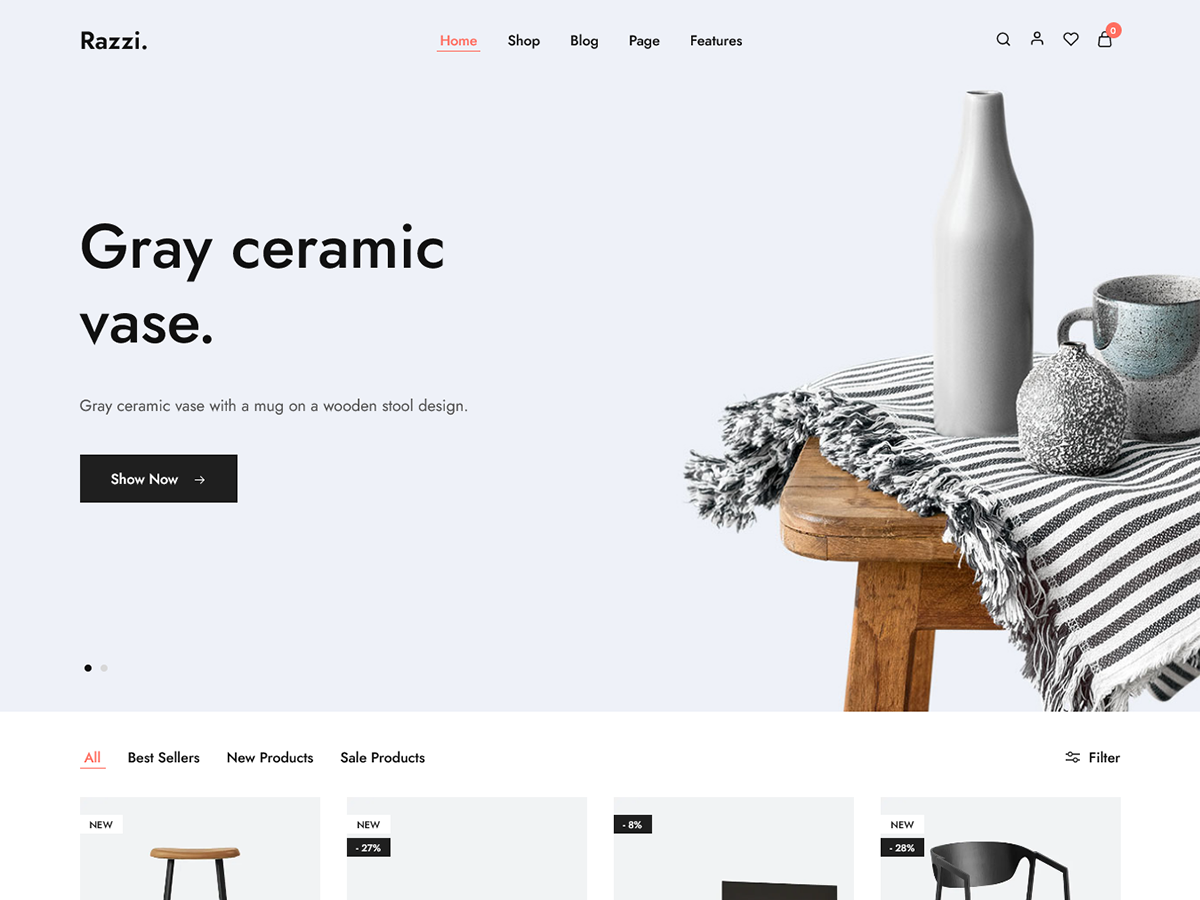 Razzi.
Home Shop Blog Page Features
0
Gray ceramic
vase.
Gray ceramic vase with a mug on a wooden stool design.
Show Now →
All Best Sellers New Products Sale Products
Filter
NEW
NEW
- 27%
- 8%
NEW
- 28%